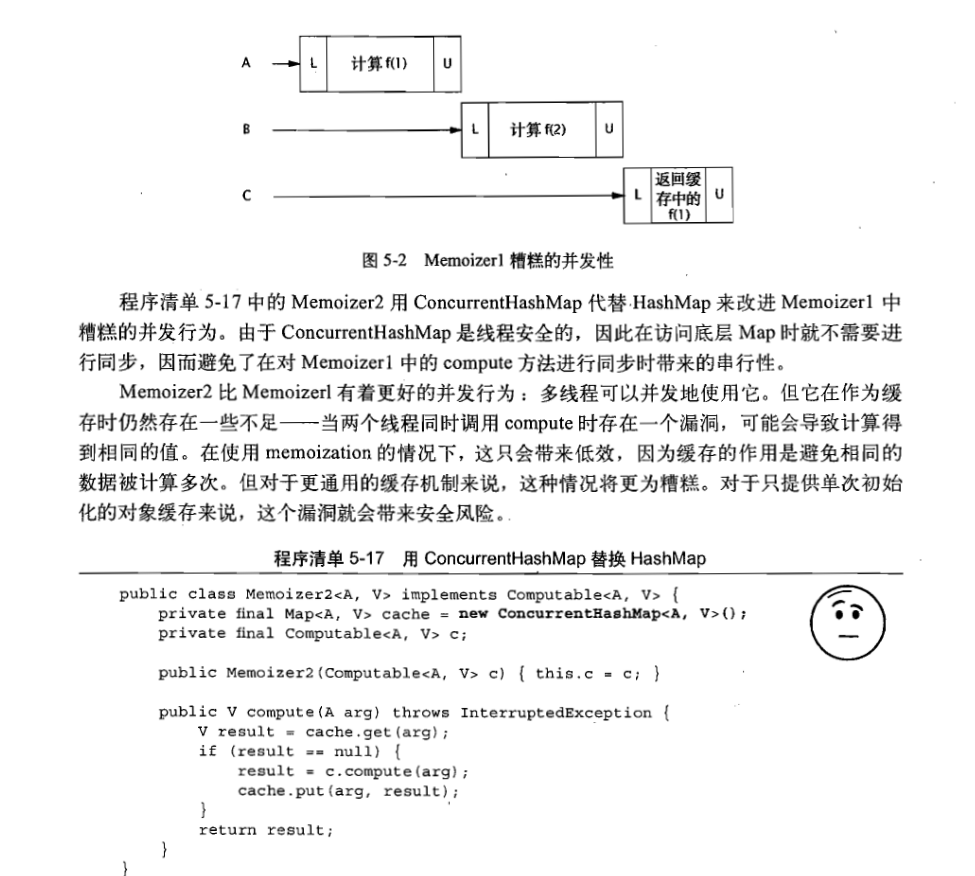 A L 计算f(1) U
B L 计算f(2) U
C L 返回缓存中的f(1) U
图 5-2 Memoizer1 糟糕的并发性
程序清单 5-17 中的 Memoizer2 用 ConcurrentHashMap 代替 HashMap 来改进 Memoizer1 中
糟糕的并发行为。由于 ConcurrentHashMap 是线程安全的，因此在访问底层 Map 时就不需要进
行同步，因而避免了在对 Memoizer1 中的 compute 方法进行同步时带来的串行性。
Memoizer2 比 Memoizer1 有着更好的并发行为：多线程可以并发地使用它。但它在作为缓
存时仍然存在一些不足——当两个线程同时调用 compute 时存在一个漏洞，可能会导致计算得
到相同的值。在使用 memoization 的情况下，这只会带来低效，因为缓存的作用是避免相同的
数据被计算多次。但对于更通用的缓存机制来说，这种情况将更为糟糕。对于只提供单次初始
化的对象缓存来说，这个漏洞就会带来安全风险。
程序清单 5-17 用 ConcurrentHashMap 替换 HashMap
public class Memoizer2<A, V> implements Computable<A, V> {
    private final Map<A, V> cache = new ConcurrentHashMap<A, V>();
    private final Computable<A, V> c;
    public Memoizer2(Computable<A, V> c) { this.c = c; }
    public V compute(A arg) throws InterruptedException {
        V result = cache.get(arg);
        if (result == null) {
            result = c.compute(arg);
            cache.put(arg, result);
        }
        return result;
    }
}